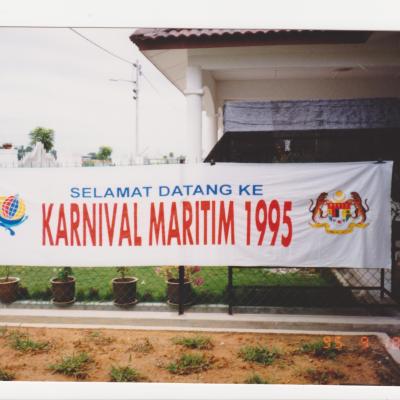 SELAMAT DATANG KE
KARNIVAL MARITIM 1995